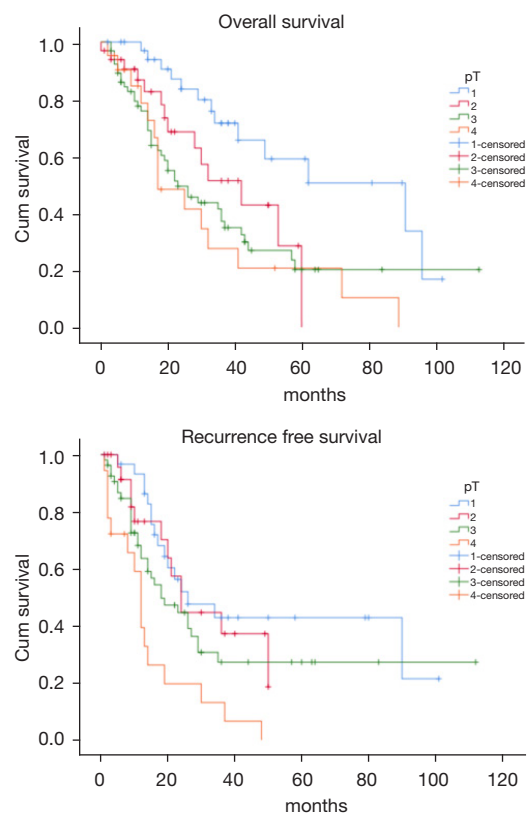 Overall survival
1.0
0.8
0.6
0.4
0.2
0.0
Cum survival
0 20 40 60 80 100 120
months
pT
1
2
3
4
1-censored
2-censored
3-censored
4-censored
Recurrence free survival
1.0
0.8
0.6
0.4
0.2
0.0
Cum survival
0 20 40 60 80 100 120
months
pT
1
2
3
4
1-censored
2-censored
3-censored
4-censored